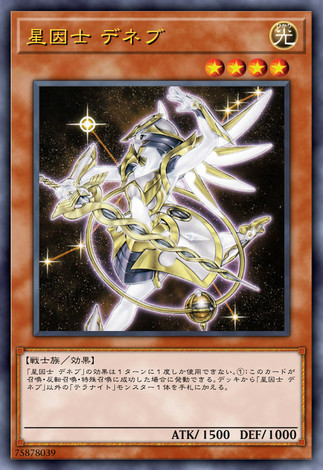 星因士 デネブ
光
【戦士族／効果】
「星因士 デネブ」の効果は１ターンに１度しか使用できない。①：このカードが
召喚・反転召喚・特殊召喚に成功した場合に発動できる。デッキから「星因士 デ
ネブ」以外の「テラナイト」モンスター１体を手札に加える。
ATK/ 1500 DEF/1000
75878039